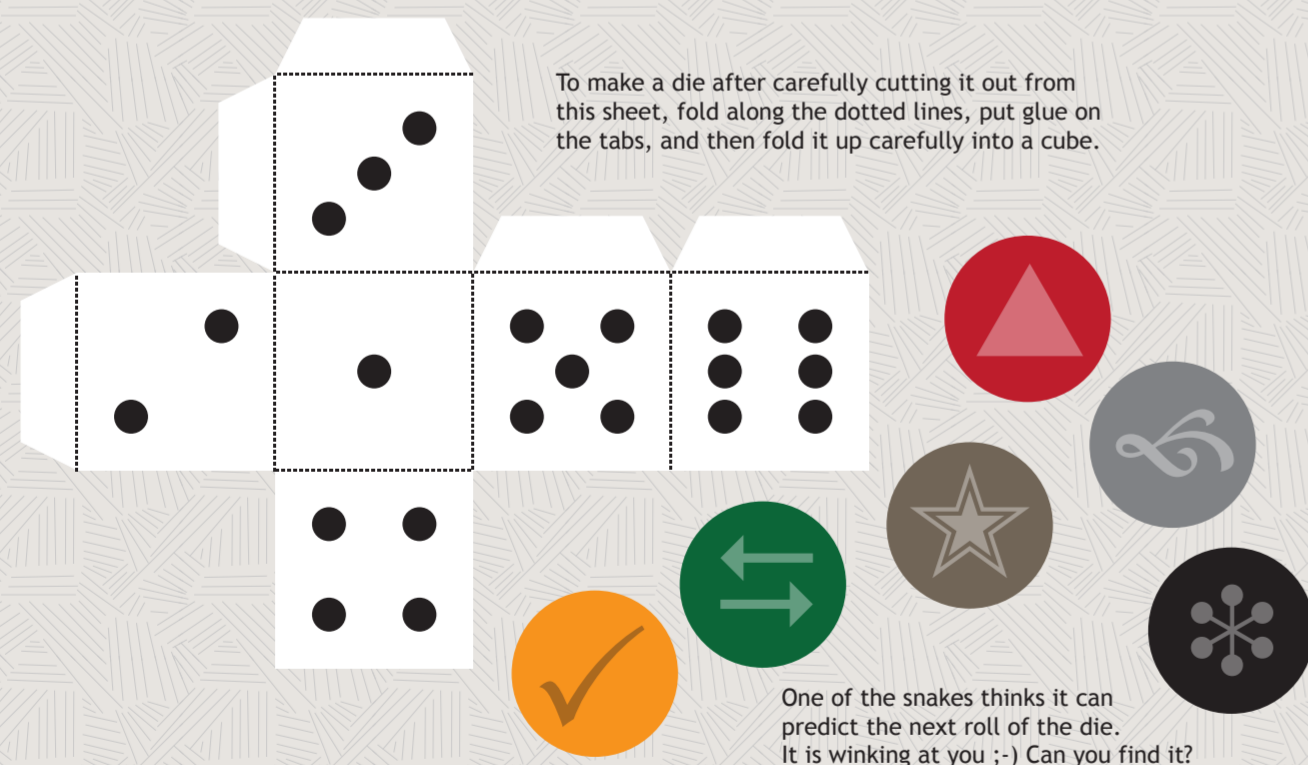 To make a die after carefully cutting it out from
this sheet, fold along the dotted lines, put glue on
the tabs, and then fold it up carefully into a cube.
One of the snakes thinks it can
predict the next roll of the die.
It is winking at you ;-) Can you find it?